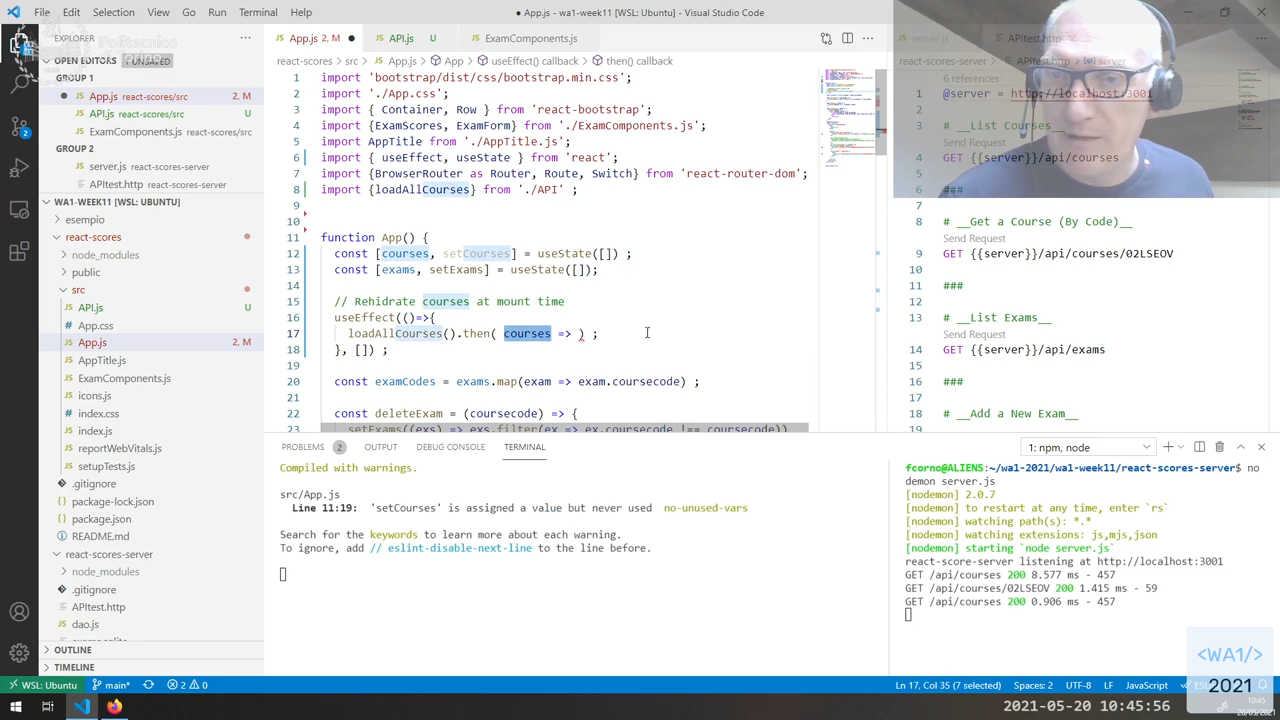 File Edit Selection View Go Run Terminal Help
● App.js - wa1-week11 [WSL: Ubuntu] - Visual Studio Code
EXPLORER
Politecnico
OPEN EDITORS 1 UNSAVED
GROUP 1
App.js react-scores/src 2, M
API.js react-scores/src U
ExamComponents.js react-scores/src
GROUP 2
server.js react-scores-server
APItest.http react-scores-server
WA1-WEEK11 [WSL: UBUNTU]
esempio
react-scores
node_modules
public
src
API.js
App.css
App.js 2, M
AppTitle.js
ExamComponents.js
icons.js
index.css
index.js
reportWebVitals.js
setupTests.js
.gitignore
package-lock.json
package.json
README.md
react-scores-server
node_modules
.gitignore
APItest.http
dao.js
OUTLINE
TIMELINE
App.js 2, M ● API.js U ExamComponents.js
react-scores > src > App.js > App > useEffect() callback > then() callback
1 import 'bootstrap/dist/css/bootstrap.min.css';
2 import './App.css';
3 import { Container, Row } from 'react-bootstrap';
4 import {ExamScores, ExamForm} from './ExamComponents.js';
5 import AppTitle from './AppTitle.js';
6 import { useEffect, useState } from 'react';
7 import {BrowserRouter as Router, Route, Switch} from 'react-router-dom';
8 import {loadAllCourses} from './API' ;
9
10
11 function App() {
12 const [courses, setCourses] = useState([]) ;
13 const [exams, setExams] = useState([]);
14
15 // Rehidrate courses at mount time
16 useEffect(()=>{
17 loadAllCourses().then( courses => ) ;
18 }, []) ;
19
20 const examCodes = exams.map(exam => exam.coursecode) ;
21
22 const deleteExam = (coursecode) => {
23 setExams((exs) => exs.filter(ex => ex.coursecode !== coursecode))
server.js APItest.http
react-scores-server > APItest.http > server
6 references
1 @server = http://localhost:3001
2
3 # __List Courses__
Send Request
4 GET {{server}}/api/courses
5
6 ###
7
8 # __Get a Course (By Code)__
Send Request
9 GET {{server}}/api/courses/02LSEOV
10
11 ###
12
13 # __List Exams__
Send Request
14 GET {{server}}/api/exams
15
16 ###
17
18 # __Add a New Exam__
19
PROBLEMS 2 OUTPUT DEBUG CONSOLE TERMINAL
1: npm, node
Compiled with warnings.
src/App.js
Line 11:19: 'setCourses' is assigned a value but never used no-unused-vars
Search for the keywords to learn more about each warning.
To ignore, add // eslint-disable-next-line to the line before.
fcorno@ALIENS:~/wa1-2021/wa1-week11/react-scores-server$ no
demon server.js
[nodemon] 2.0.7
[nodemon] to restart at any time, enter `rs`
[nodemon] watching path(s): *.*
[nodemon] watching extensions: js,mjs,json
[nodemon] starting `node server.js`
react-score-server listening at http://localhost:3001
GET /api/courses 200 8.577 ms - 457
GET /api/courses/02LSEOV 200 1.415 ms - 59
GET /api/courses 200 0.906 ms - 457
<WA1/>
2021
WSL: Ubuntu main* 2 0
Ln 17, Col 35 (7 selected) Spaces: 2 UTF-8 LF JavaScript
2021-05-20 10:45:56
10:45
20/05/2021